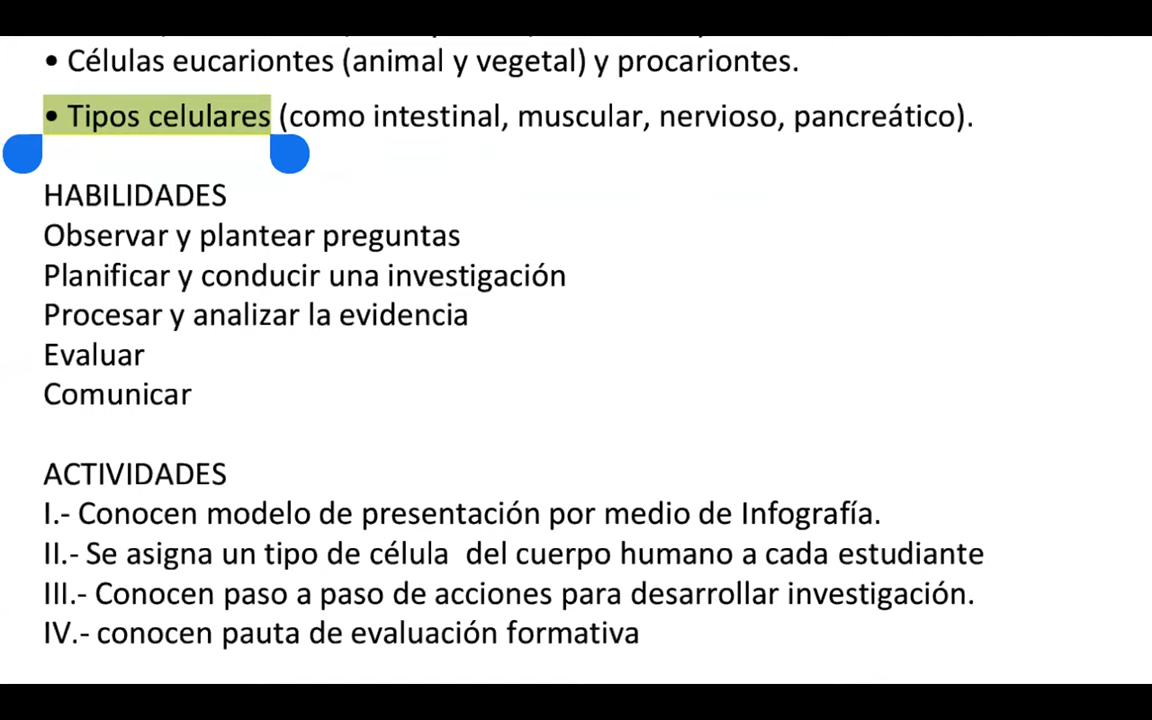 • Células eucariontes (animal y vegetal) y procariontes.
• Tipos celulares (como intestinal, muscular, nervioso, pancreático).
HABILIDADES
Observar y plantear preguntas
Planificar y conducir una investigación
Procesar y analizar la evidencia
Evaluar
Comunicar
ACTIVIDADES
I.- Conocen modelo de presentación por medio de Infografía.
II.- Se asigna un tipo de célula  del cuerpo humano a cada estudiante
III.- Conocen paso a paso de acciones para desarrollar investigación.
IV.- conocen pauta de evaluación formativa